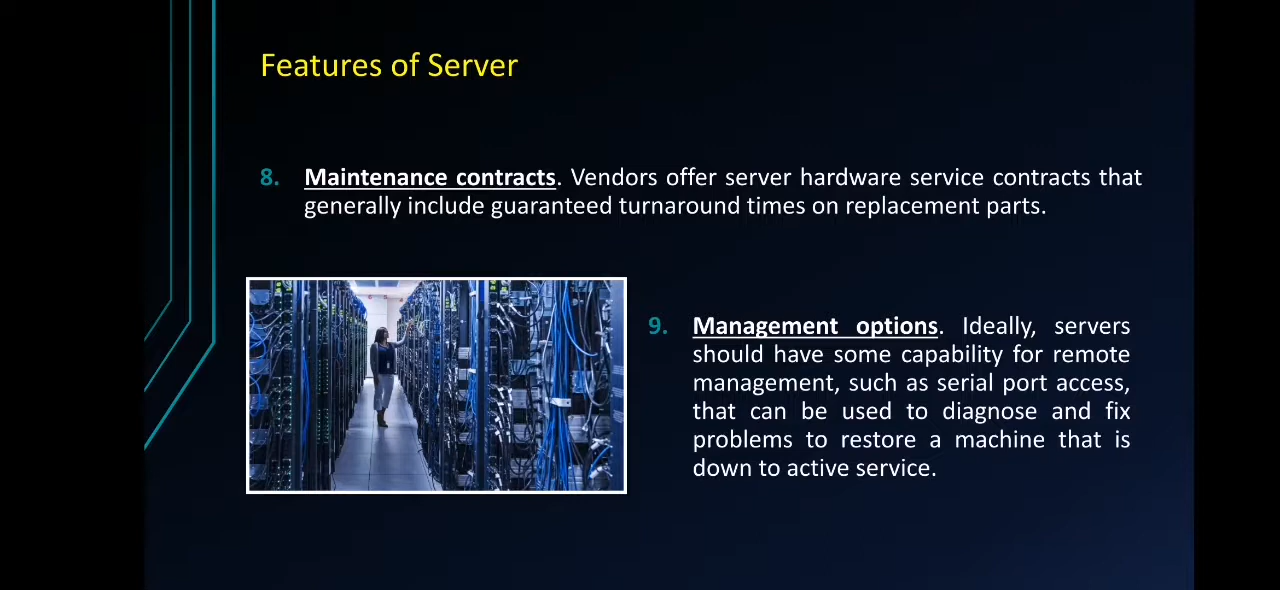 Features of Server
8. Maintenance contracts. Vendors offer server hardware service contracts that
generally include guaranteed turnaround times on replacement parts.
9. Management options. Ideally, servers
should have some capability for remote
management, such as serial port access,
that can be used to diagnose and fix
problems to restore a machine that is
down to active service.